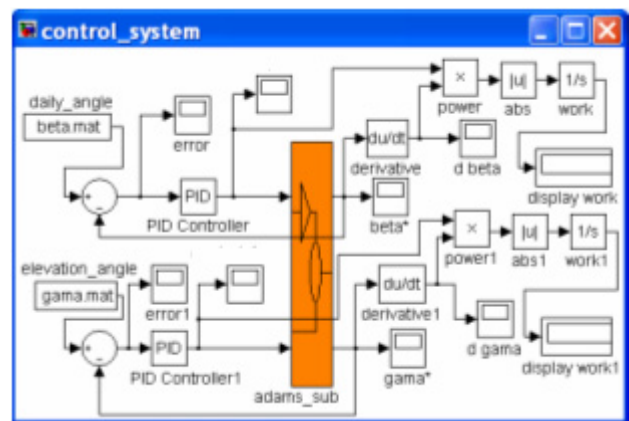 control_system
daily_angle
beta.mat
error
PID
PID Controller
du/dt
derivative
×
power
|u|
abs
1/s
work
d beta
display work
beta*
elevation_angle
gama.mat
error1
PID
PID Controller1
adams_sub
du/dt
derivative1
×
power1
|u|
abs1
1/s
work1
d gama
display work1
gama*